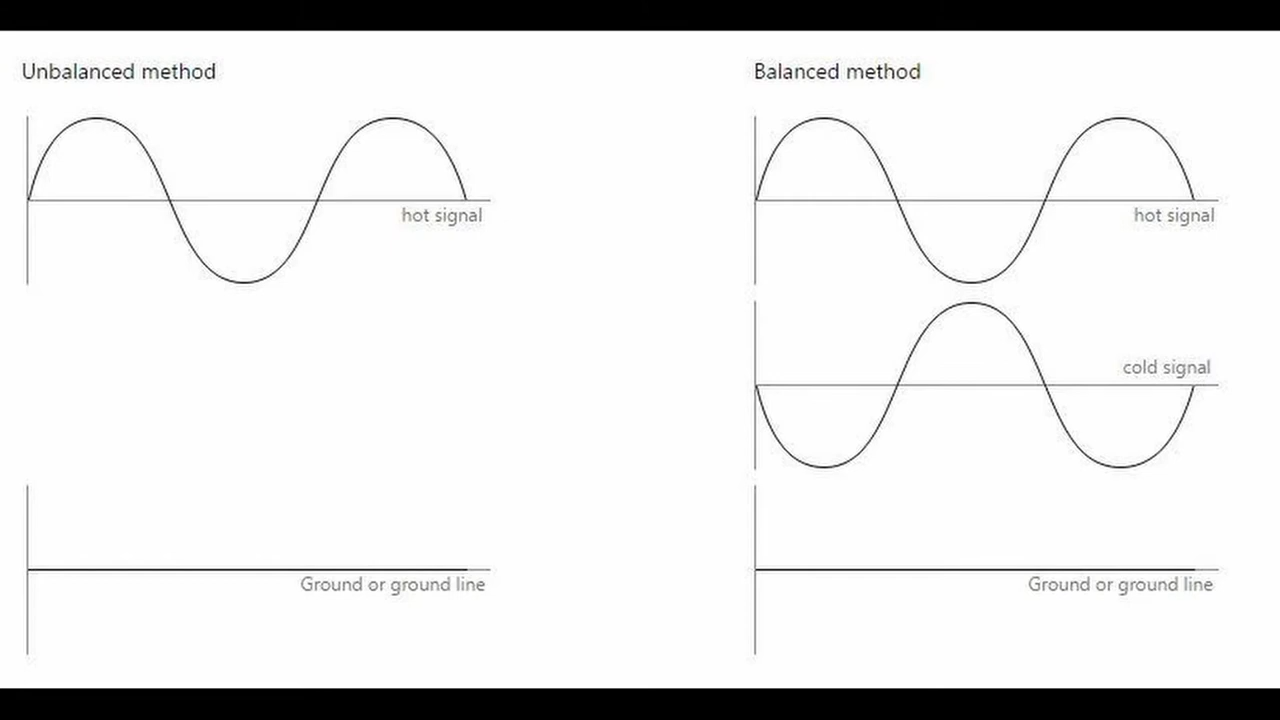 Unbalanced method
hot signal
Ground or ground line
Balanced method
hot signal
cold signal
Ground or ground line